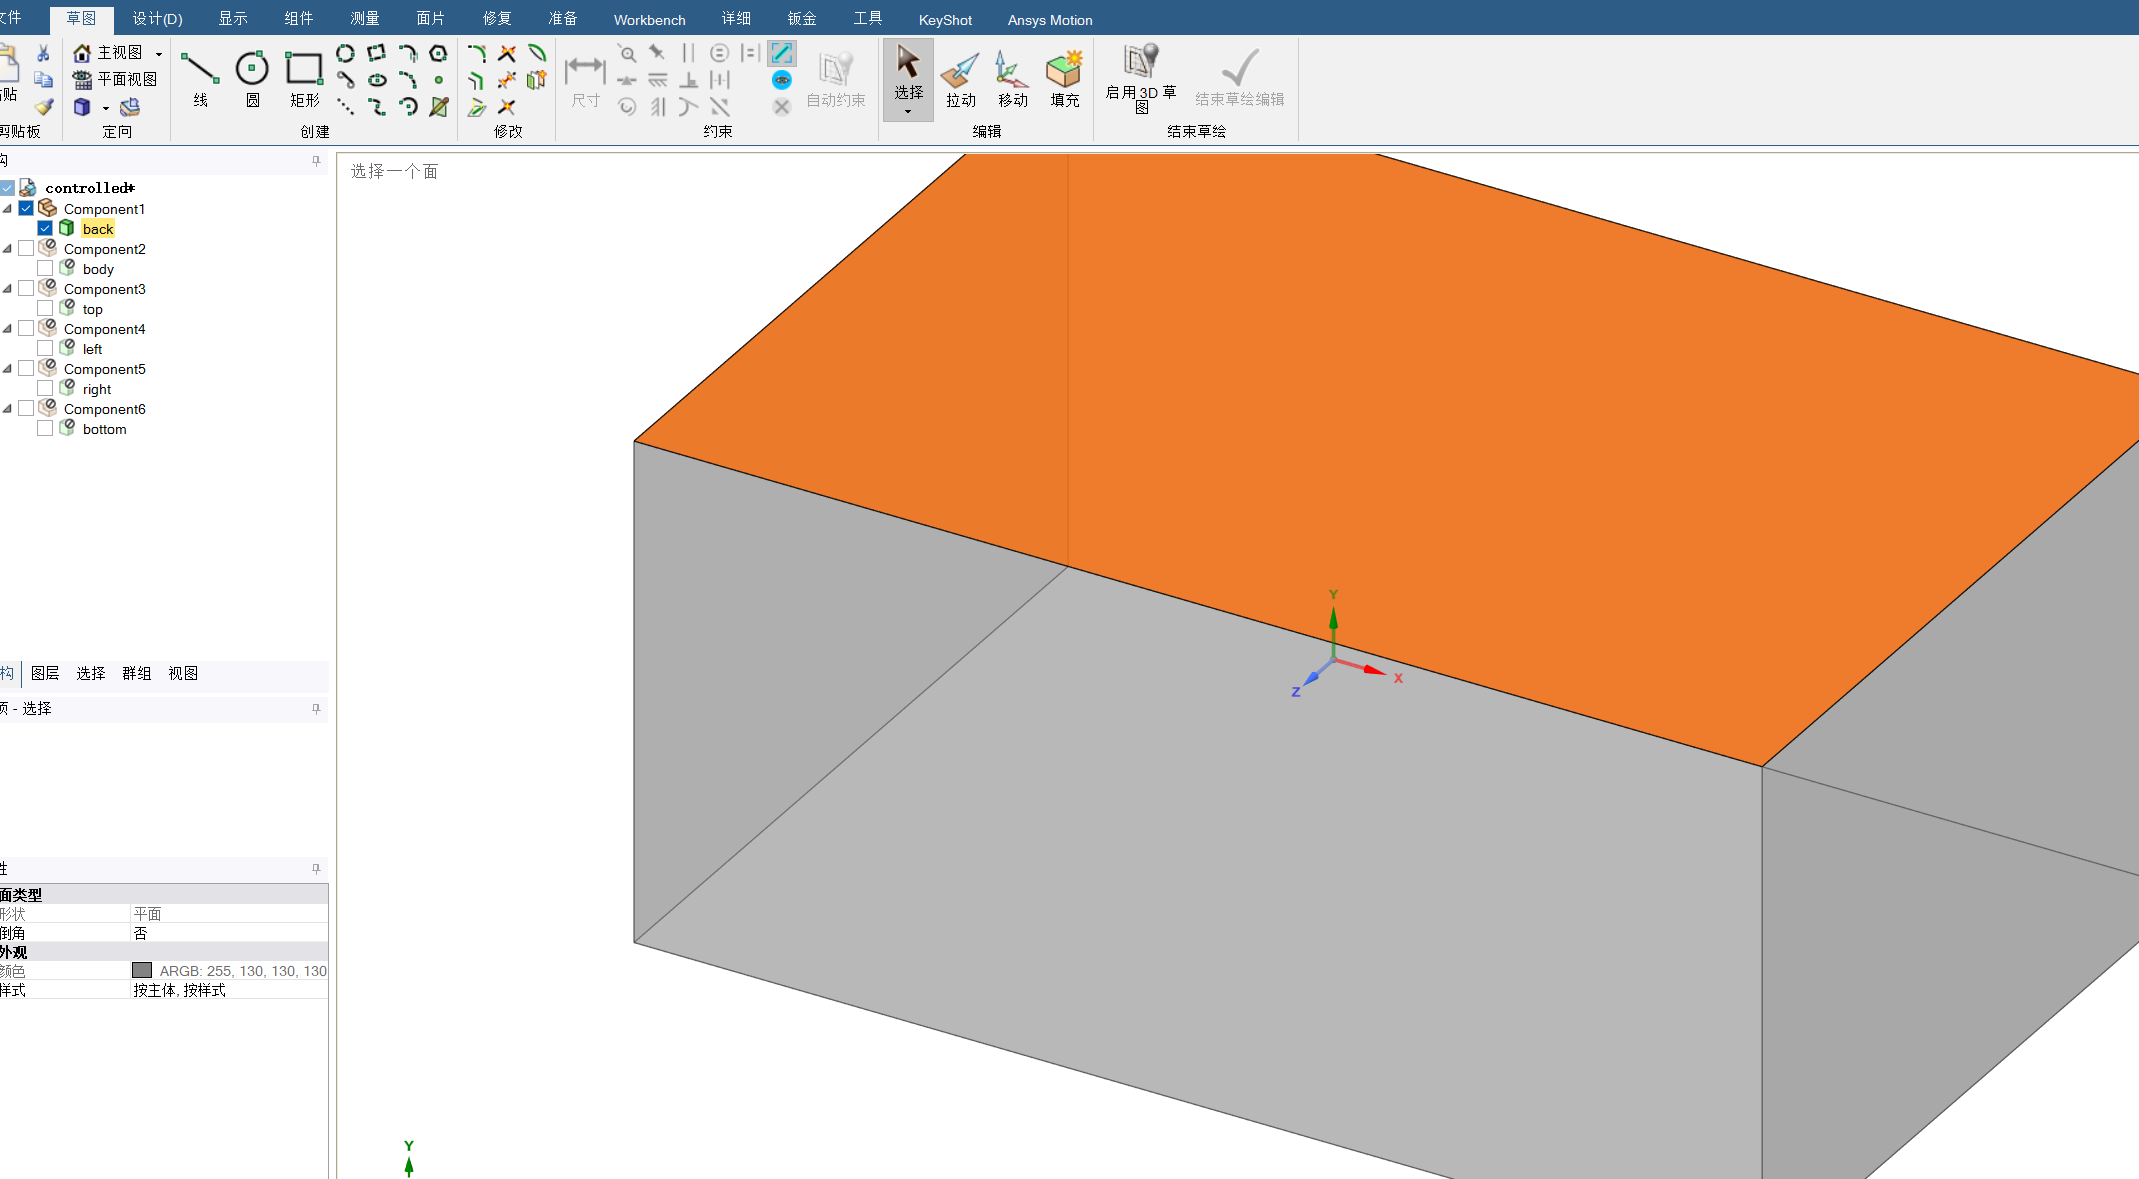 文件 草图 设计(D) 显示 组件 测量 面片 修复 准备 Workbench 详细 钣金 工具 KeyShot Ansys Motion
主视图
平面视图
贴
剪贴板
定向
线
圆
矩形
创建
修改
尺寸
自动约束
约束
选择
拉动
移动
填充
编辑
启用 3D 草
图
结束草绘编辑
结束草绘
构
controlled*
Component1
back
Component2
body
Component3
top
Component4
left
Component5
right
Component6
bottom
构 图层 选择 群组 视图
项 - 选择
性
面类型
形状 平面
倒角 否
外观
颜色 ARGB: 255, 130, 130, 130
样式 按主体, 按样式
选择一个面
Y
X
Z
Y